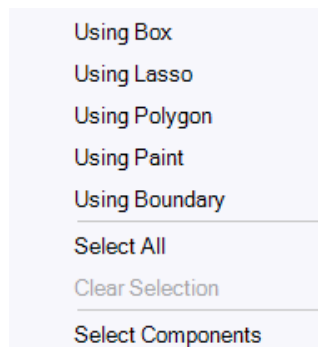 Using Box
Using Lasso
Using Polygon
Using Paint
Using Boundary
Select All
Clear Selection
Select Components